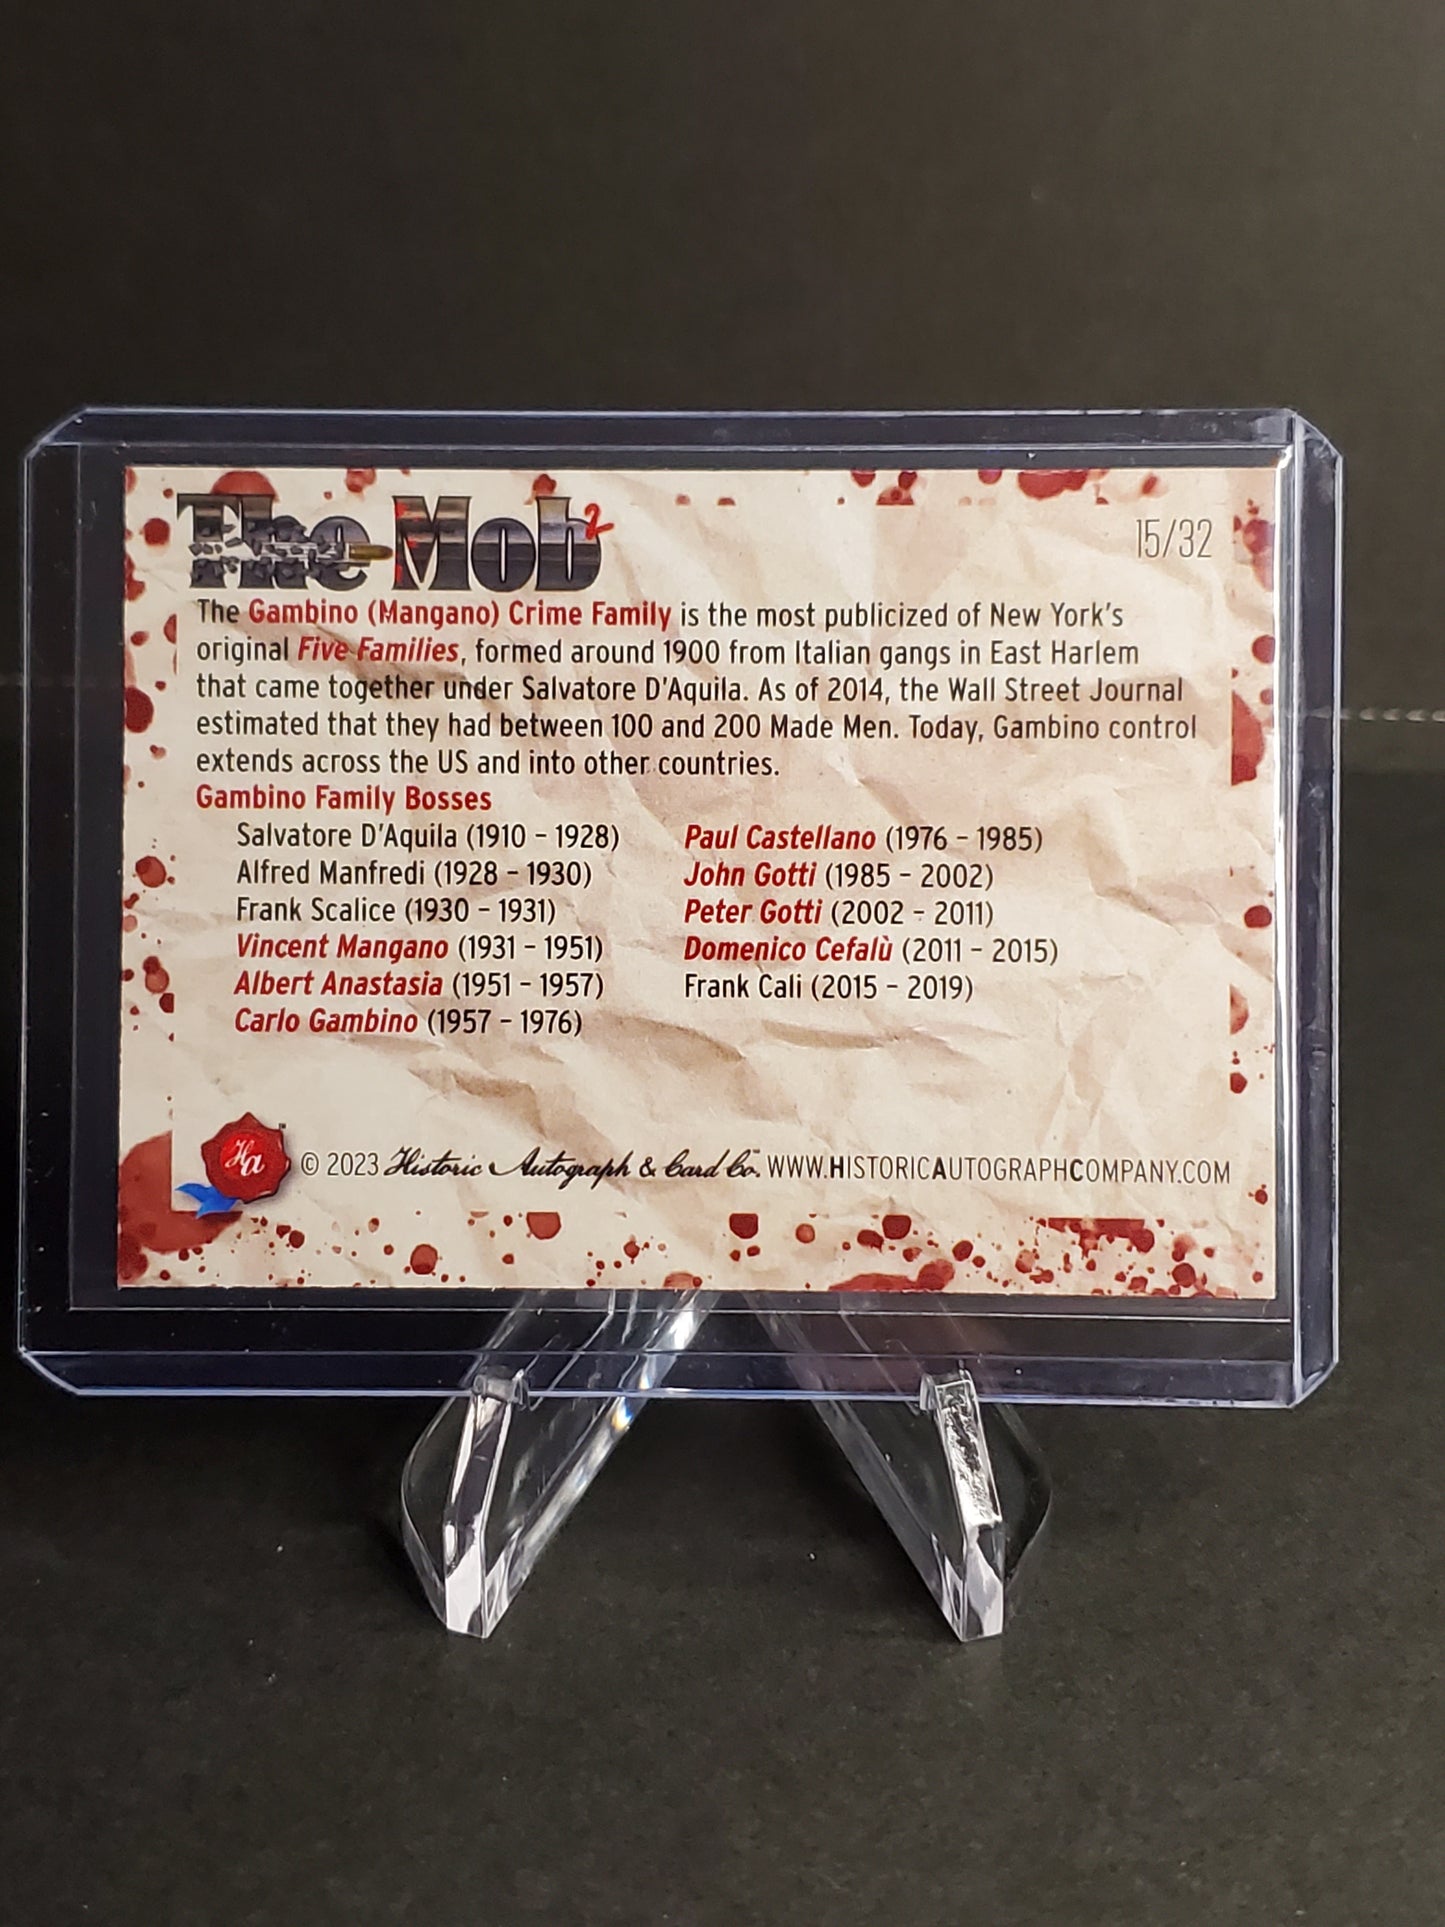 The Mob 2
15/32
The Gambino (Mangano) Crime Family is the most publicized of New York's
original Five Families, formed around 1900 from Italian gangs in East Harlem
that came together under Salvatore D'Aquila. As of 2014, the Wall Street Journal
estimated that they had between 100 and 200 Made Men. Today, Gambino control
extends across the US and into other countries.
Gambino Family Bosses
Salvatore D'Aquila (1910 – 1928)
Alfred Manfredi (1928 – 1930)
Frank Scalice (1930 – 1931)
Vincent Mangano (1931 – 1951)
Albert Anastasia (1951 – 1957)
Carlo Gambino (1957 – 1976)
Paul Castellano (1976 – 1985)
John Gotti (1985 – 2002)
Peter Gotti (2002 – 2011)
Domenico Cefalù (2011 – 2015)
Frank Cali (2015 – 2019)
Ha ™ © 2023 Historic Autograph & Card Co.™ WWW.HISTORICAUTOGRAPHCOMPANY.COM